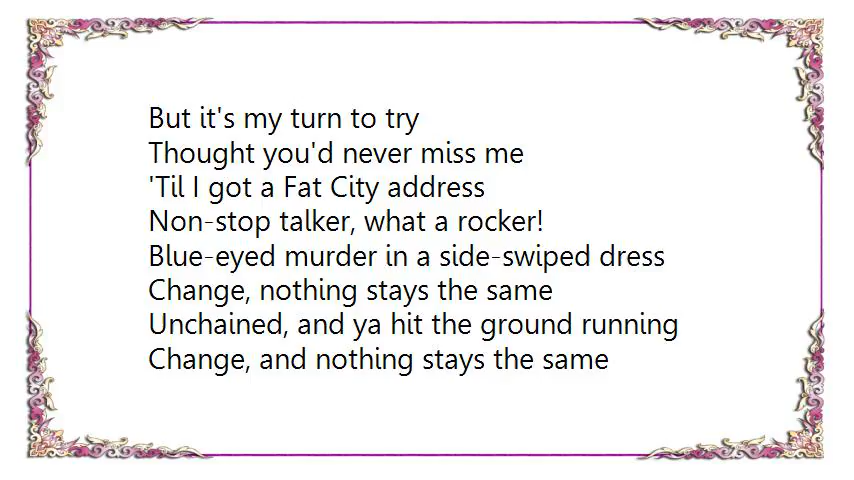 But it's my turn to try
Thought you'd never miss me
'Til I got a Fat City address
Non-stop talker, what a rocker!
Blue-eyed murder in a side-swiped dress
Change, nothing stays the same
Unchained, and ya hit the ground running
Change, and nothing stays the same